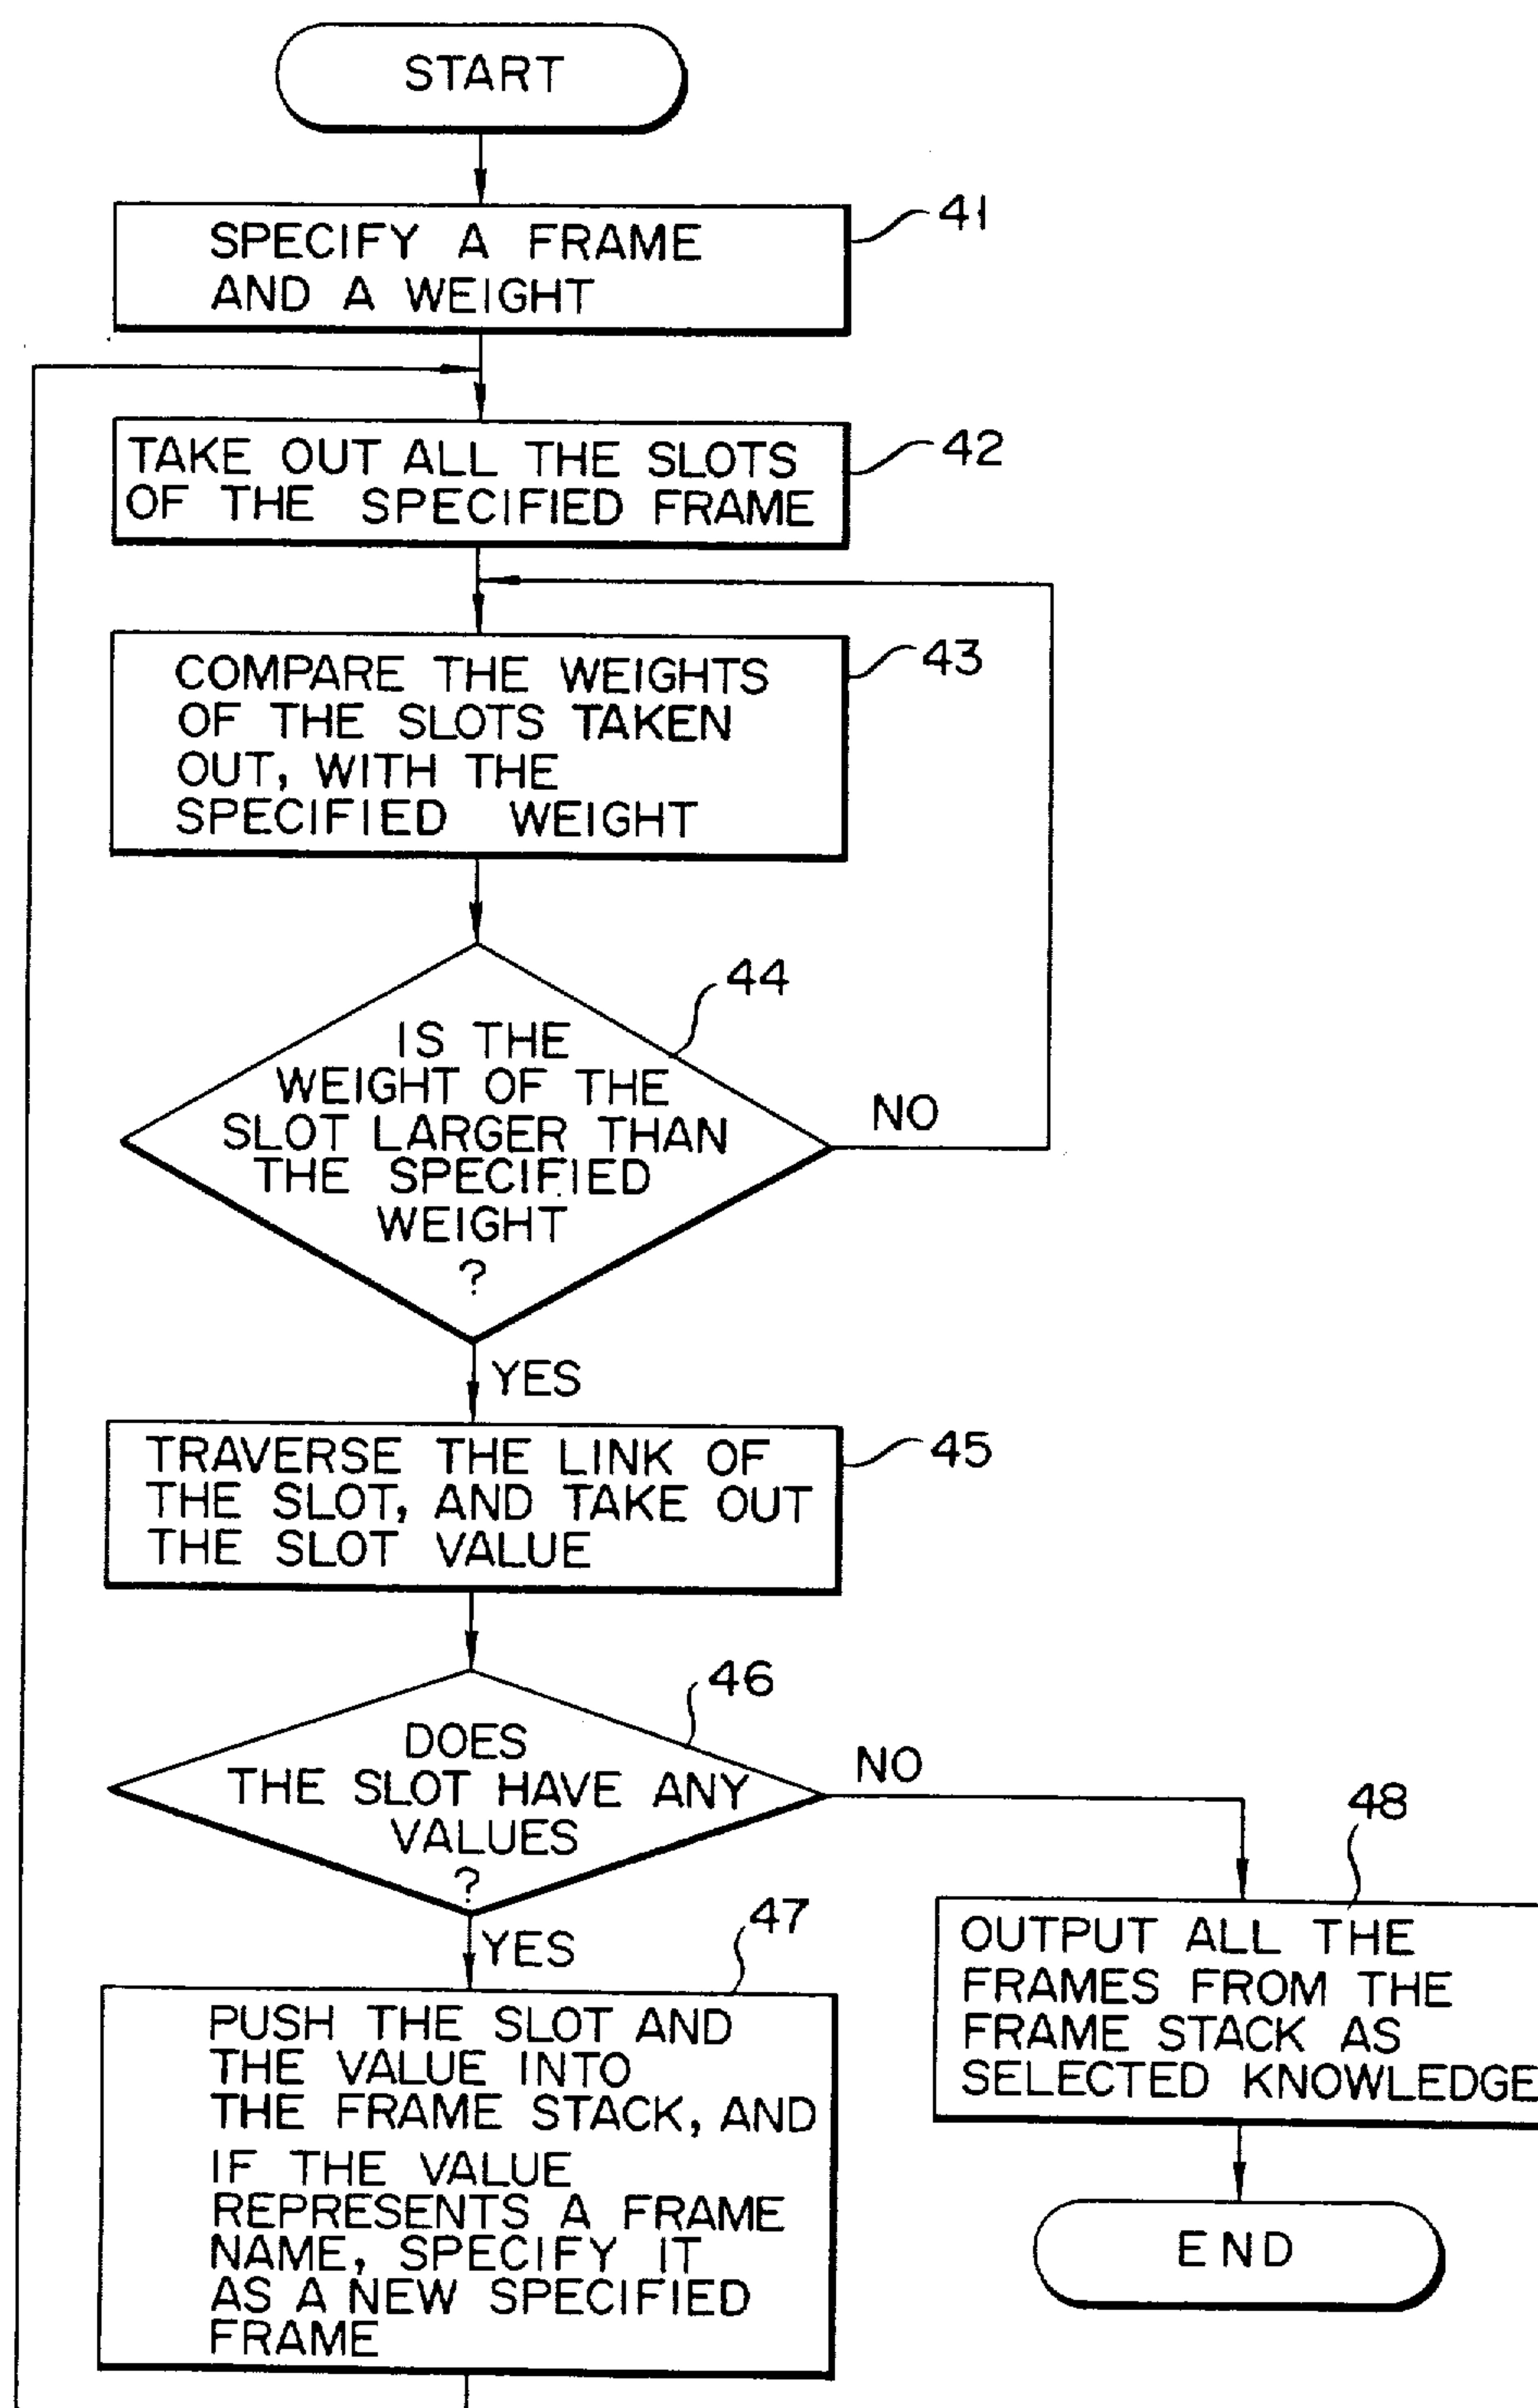 START
SPECIFY A FRAME
AND A WEIGHT
41
TAKE OUT ALL THE SLOTS
OF THE SPECIFIED FRAME
42
COMPARE THE WEIGHTS
OF THE SLOTS TAKEN
OUT, WITH THE
SPECIFIED WEIGHT
43
44
IS THE
WEIGHT OF THE
SLOT LARGER THAN
THE SPECIFIED
WEIGHT
?
NO
YES
TRAVERSE THE LINK OF
THE SLOT, AND TAKE OUT
THE SLOT VALUE
45
46
DOES
THE SLOT HAVE ANY
VALUES
?
NO
YES
47
PUSH THE SLOT AND
THE VALUE INTO
THE FRAME STACK, AND
IF THE VALUE
REPRESENTS A FRAME
NAME, SPECIFY IT
AS A NEW SPECIFIED
FRAME
48
OUTPUT ALL THE
FRAMES FROM THE
FRAME STACK AS
SELECTED KNOWLEDGE
END